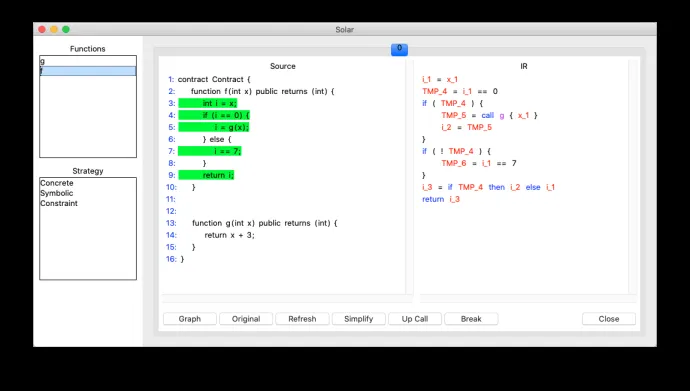 Solar
Functions
g
f
Strategy
Concrete
Symbolic
Constraint
0
Source
1: contract Contract {
2: function f(int x) public returns (int) {
3: int i = x;
4: if (i == 0) {
5: i = g(x);
6: } else {
7: i == 7;
8: }
9: return i;
10: }
11:
12:
13: function g(int x) public returns (int) {
14: return x + 3;
15: }
16: }
IR
i_1 = x_1
TMP_4 = i_1 == 0
if ( TMP_4 ) {
TMP_5 = call g { x_1 }
i_2 = TMP_5
}
if ( ! TMP_4 ) {
TMP_6 = i_1 == 7
}
i_3 = if TMP_4 then i_2 else i_1
return i_3
Graph Original Refresh Simplify Up Call Break Close